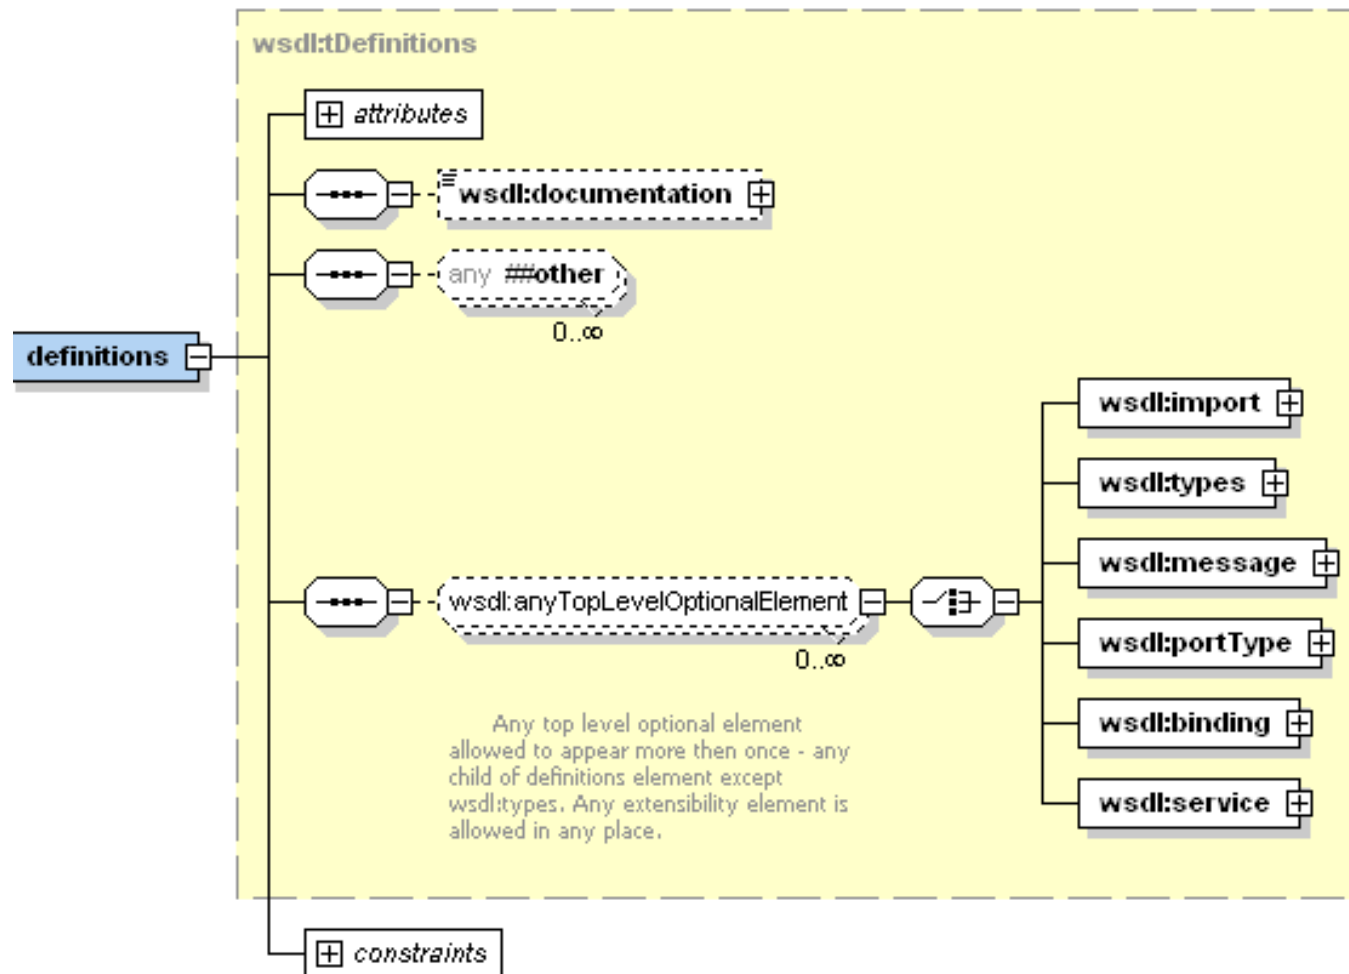 wsdl:tDefinitions
attributes
wsdl:documentation
any ##other
0..∞
definitions
wsdl:import
wsdl:types
wsdl:message
wsdl:anyTopLevelOptionalElement
0..∞
wsdl:portType
wsdl:binding
wsdl:service
Any top level optional element
allowed to appear more then once - any
child of definitions element except
wsdl:types. Any extensibility element is
allowed in any place.
constraints